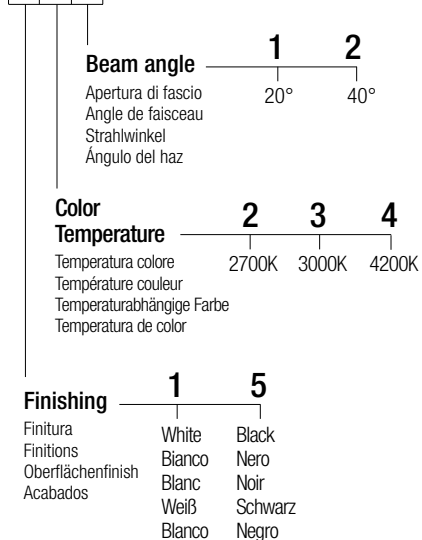 Beam angle 1 2
Apertura di fascio 20° 40°
Angle de faisceau
Strahlwinkel
Ángulo del haz
Color
Temperature 2 3 4
Temperatura colore 2700K 3000K 4200K
Température couleur
Temperaturabhängige Farbe
Temperatura de color
Finishing 1 5
Finitura White Black
Finitions Bianco Nero
Oberflächenfinish Blanc Noir
Acabados Weiß Schwarz
Blanco Negro